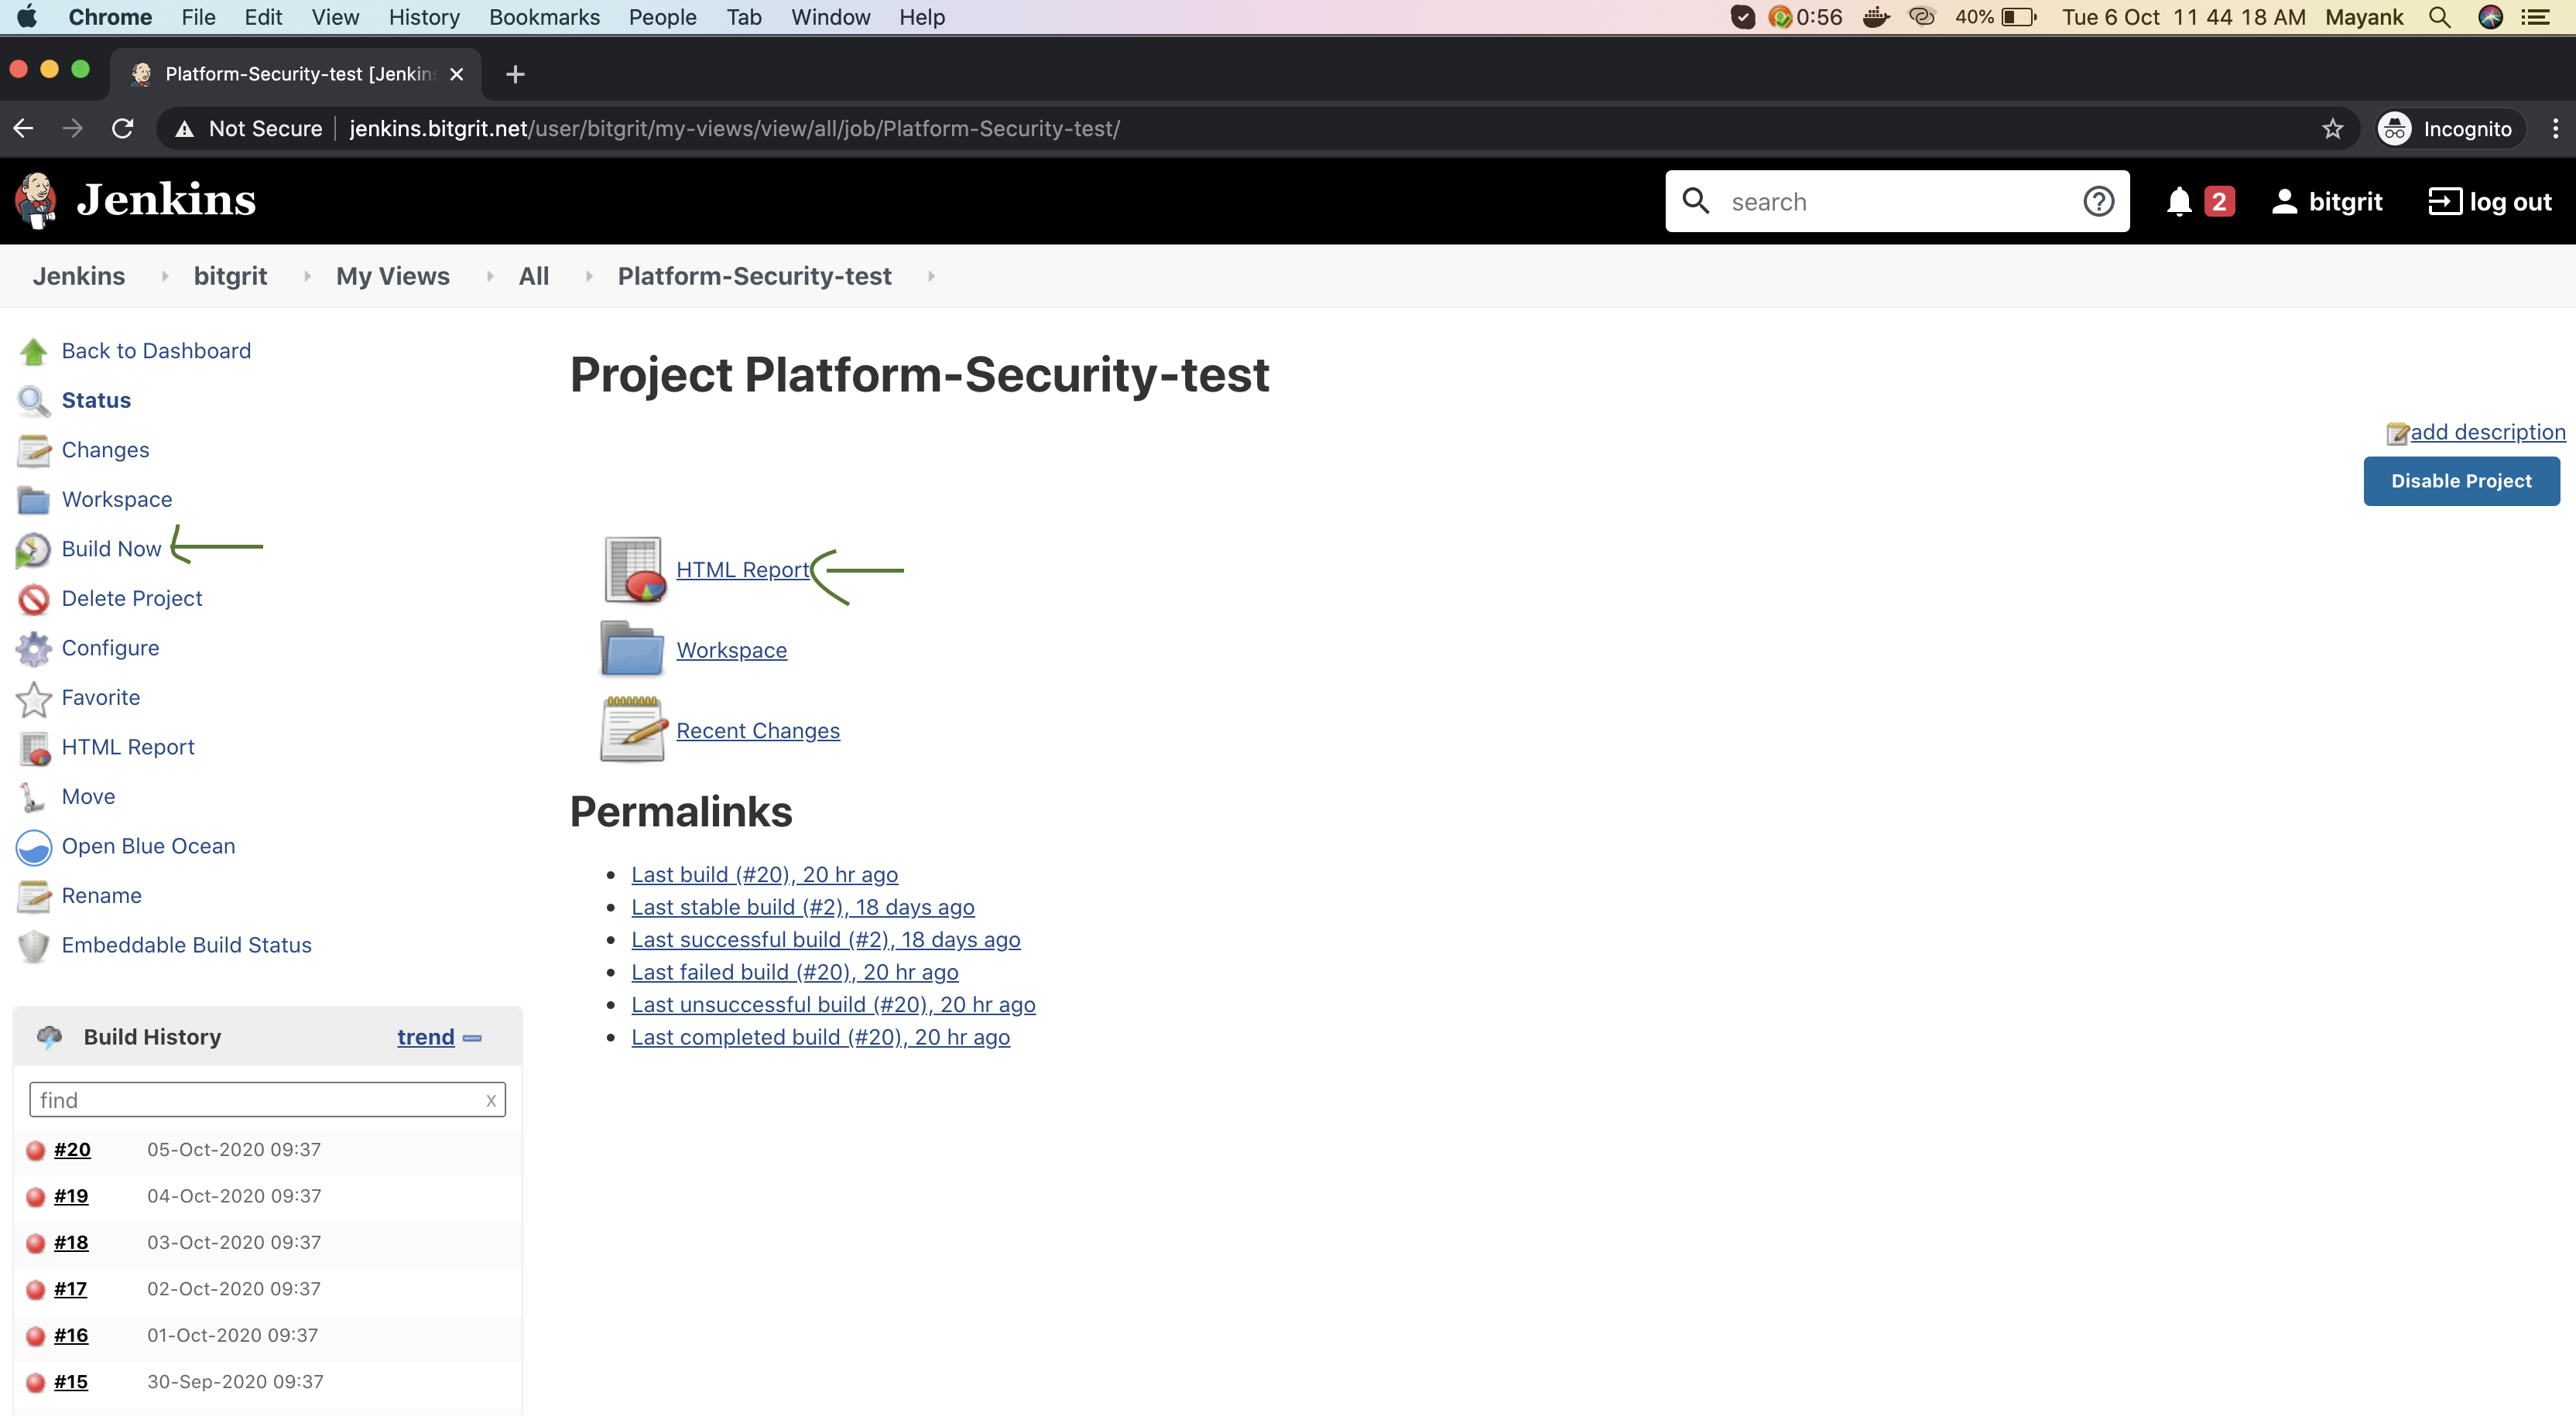 Chrome File Edit View History Bookmarks People Tab Window Help 0:56 40% Tue 6 Oct 11 44 18 AM Mayank
Platform-Security-test [Jenkins
Not Secure jenkins.bitgrit.net/user/bitgrit/my-views/view/all/job/Platform-Security-test/ Incognito
Jenkins search 2 bitgrit log out
Jenkins bitgrit My Views All Platform-Security-test
Back to Dashboard
Status
Changes
Workspace
Build Now
Delete Project
Configure
Favorite
HTML Report
Move
Open Blue Ocean
Rename
Embeddable Build Status
Build History trend
find x
#20 05-Oct-2020 09:37
#19 04-Oct-2020 09:37
#18 03-Oct-2020 09:37
#17 02-Oct-2020 09:37
#16 01-Oct-2020 09:37
#15 30-Sep-2020 09:37
Project Platform-Security-test
add description
Disable Project
HTML Report
Workspace
Recent Changes
Permalinks
Last build (#20), 20 hr ago
Last stable build (#2), 18 days ago
Last successful build (#2), 18 days ago
Last failed build (#20), 20 hr ago
Last unsuccessful build (#20), 20 hr ago
Last completed build (#20), 20 hr ago